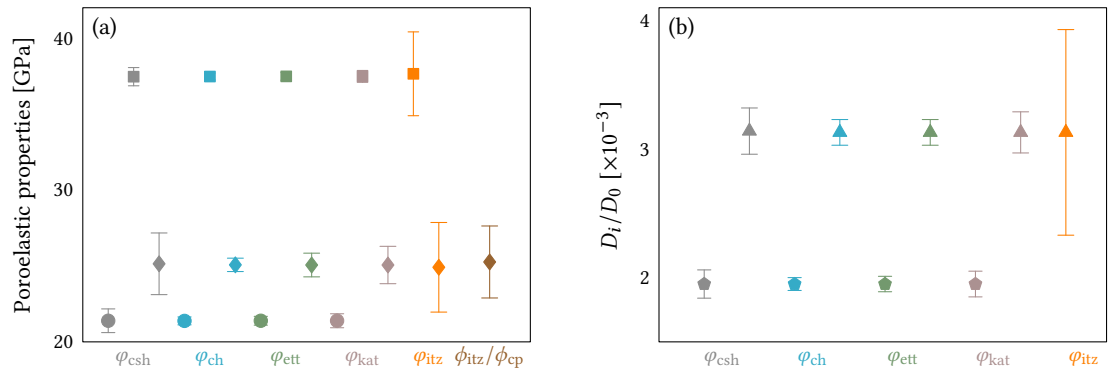 (a)
Poroelastic properties [GPa]
40
30
20
φcsh φch φett φkat φitz ϕitz/ϕcp
(b)
Di/D0 [×10−3]
4
3
2
φcsh φch φett φkat φitz